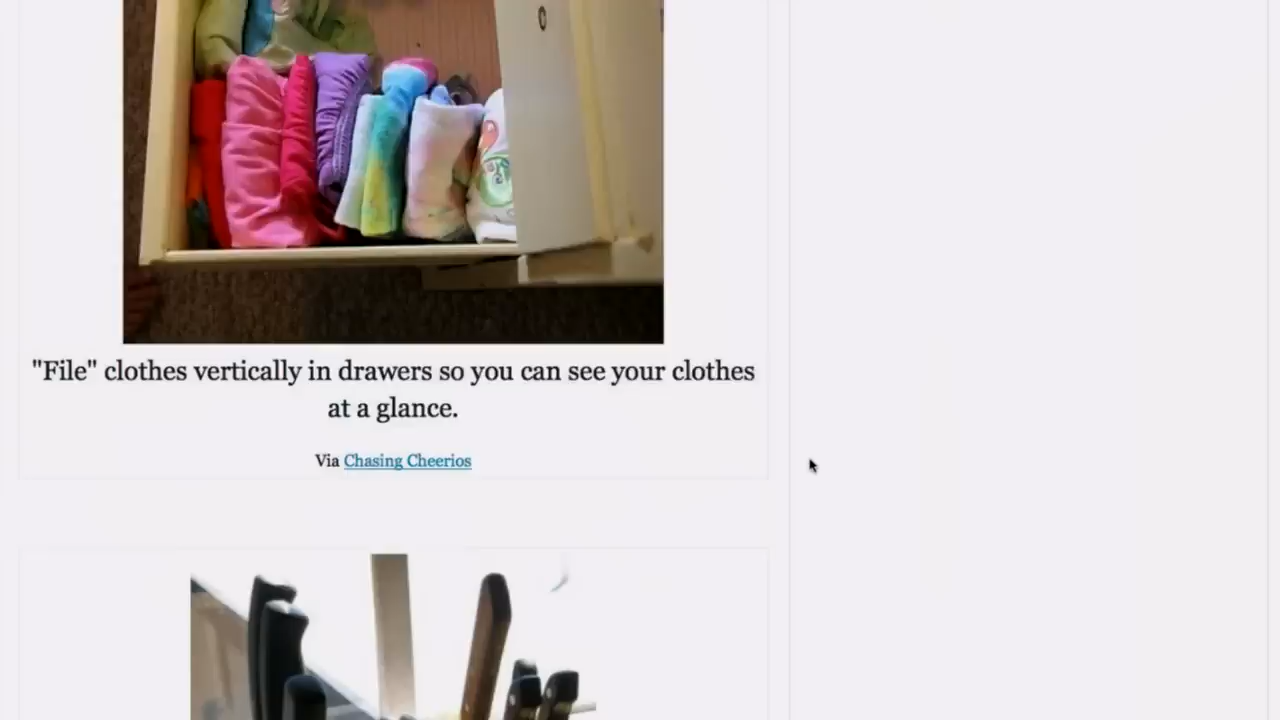 "File" clothes vertically in drawers so you can see your clothes
at a glance.
Via Chasing Cheerios